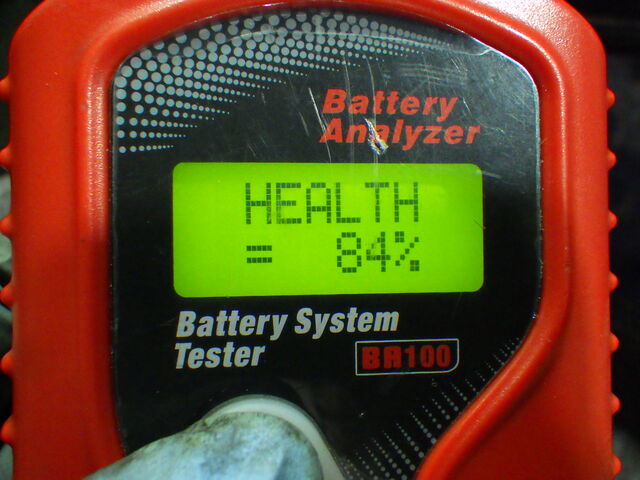 Battery
Analyzer
HEALTH
= 84%
Battery System
Tester
BA100